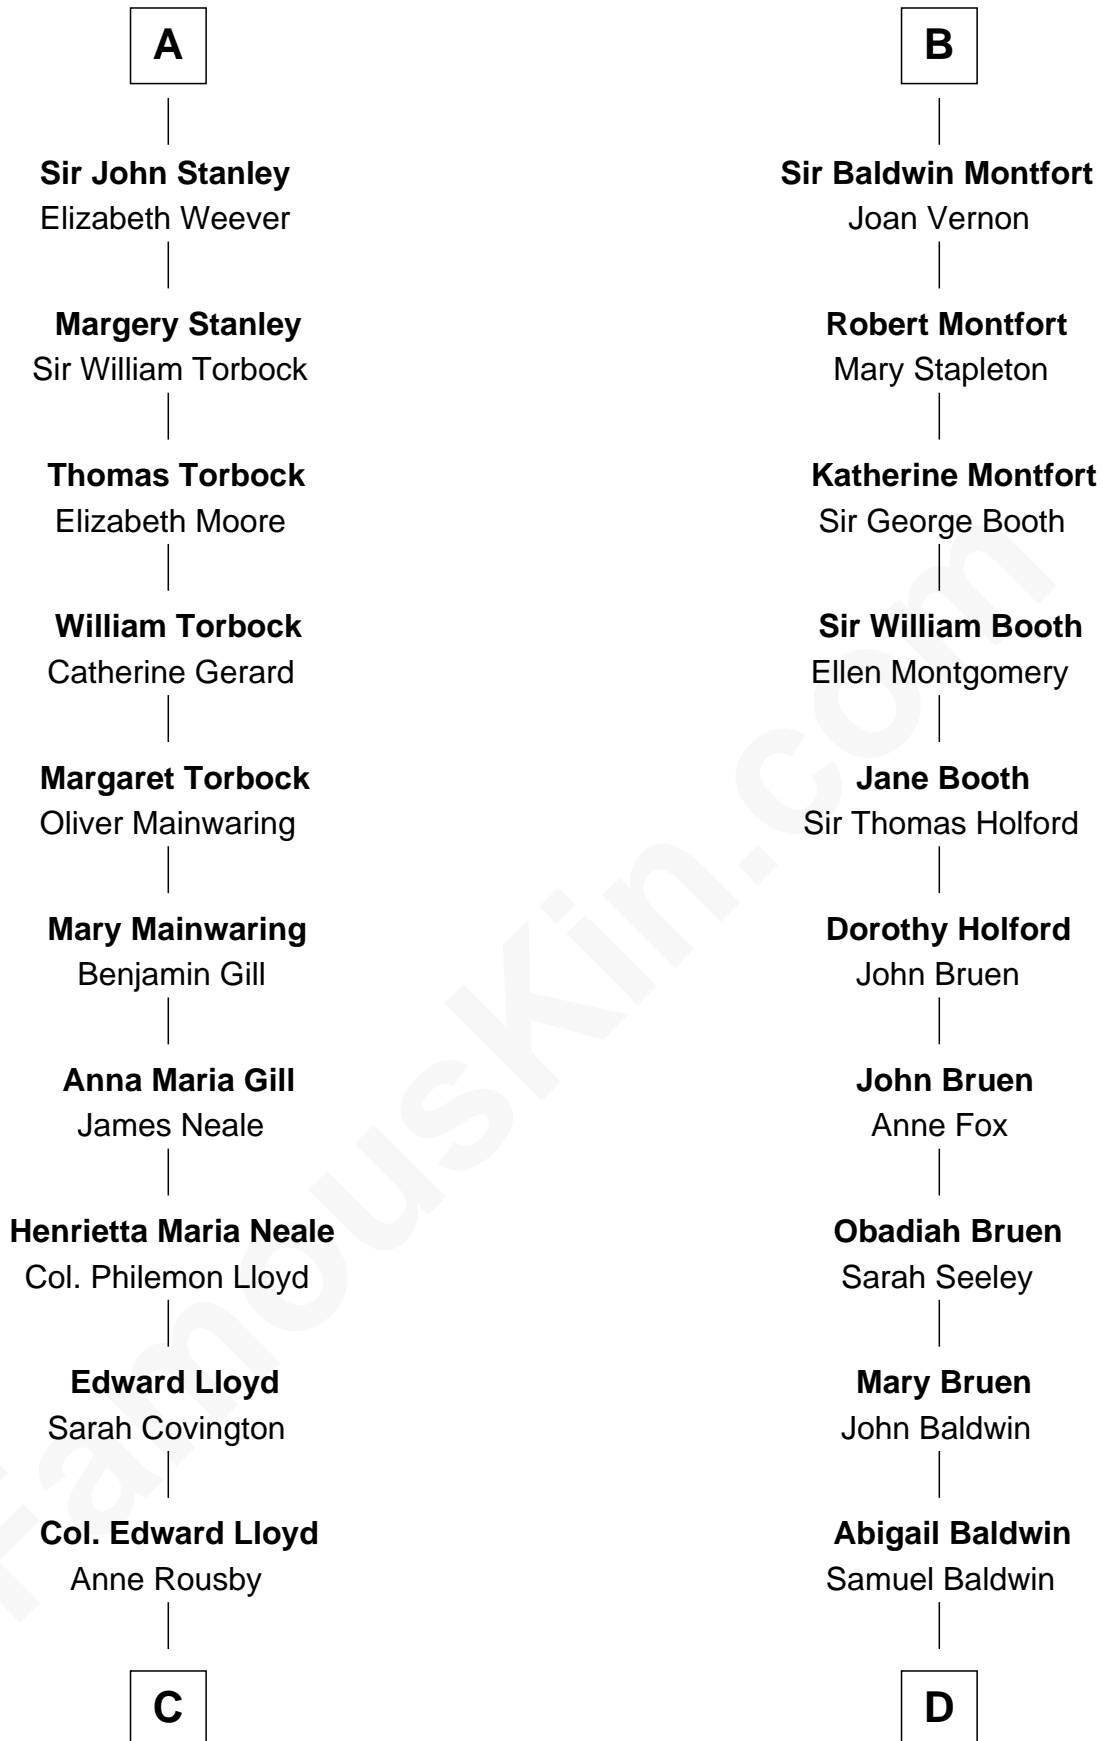 A
Sir John Stanley
Elizabeth Weever
Margery Stanley
Sir William Torbock
Thomas Torbock
Elizabeth Moore
William Torbock
Catherine Gerard
Margaret Torbock
Oliver Mainwaring
Mary Mainwaring
Benjamin Gill
Anna Maria Gill
James Neale
Henrietta Maria Neale
Col. Philemon Lloyd
Edward Lloyd
Sarah Covington
Col. Edward Lloyd
Anne Rousby
C
B
Sir Baldwin Montfort
Joan Vernon
Robert Montfort
Mary Stapleton
Katherine Montfort
Sir George Booth
Sir William Booth
Ellen Montgomery
Jane Booth
Sir Thomas Holford
Dorothy Holford
John Bruen
John Bruen
Anne Fox
Obadiah Bruen
Sarah Seeley
Mary Bruen
John Baldwin
Abigail Baldwin
Samuel Baldwin
D
FamousKin.com